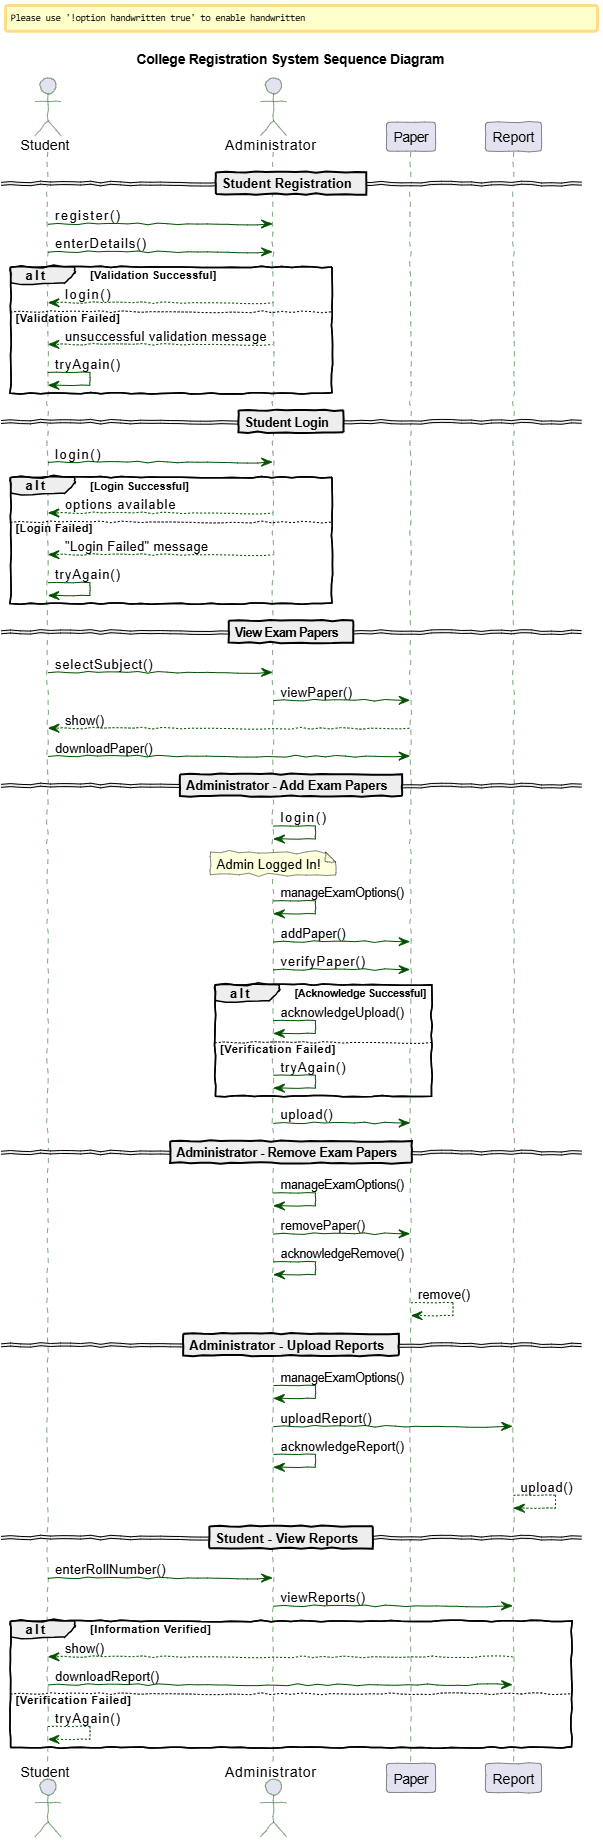 Please use '!option handwritten true' to enable handwritten
College Registration System Sequence Diagram
Student
Administrator
Paper
Report
Student Registration
register()
enterDetails()
alt
[Validation Successful]
login()
[Validation Failed]
unsuccessful validation message
tryAgain()
Student Login
login()
alt
[Login Successful]
options available
[Login Failed]
"Login Failed" message
tryAgain()
View Exam Papers
selectSubject()
viewPaper()
show()
downloadPaper()
Administrator - Add Exam Papers
login()
Admin Logged In!
manageExamOptions()
addPaper()
verifyPaper()
alt
[Acknowledge Successful]
acknowledgeUpload()
[Verification Failed]
tryAgain()
upload()
Administrator - Remove Exam Papers
manageExamOptions()
removePaper()
acknowledgeRemove()
remove()
Administrator - Upload Reports
manageExamOptions()
uploadReport()
acknowledgeReport()
upload()
Student - View Reports
enterRollNumber()
viewReports()
alt
[Information Verified]
show()
downloadReport()
[Verification Failed]
tryAgain()
Student
Administrator
Paper
Report